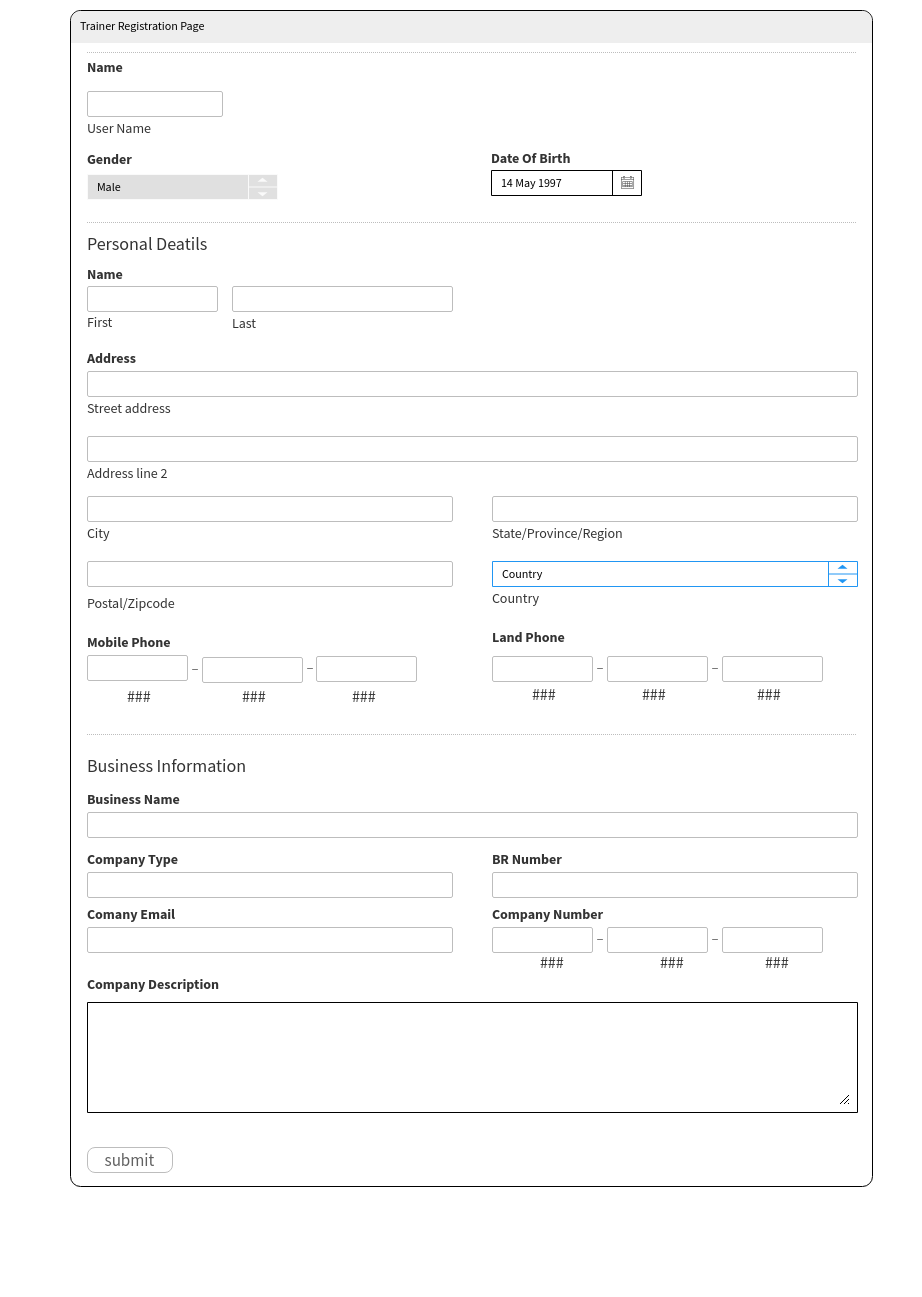 Trainer Registration Page
Name
User Name
Gender
Date Of Birth
Male
14 May 1997
Personal Deatils
Name
First
Last
Address
Street address
Address line 2
City
State/Province/Region
Country
Postal/Zipcode
Country
Mobile Phone
Land Phone
– –
– –
### ### ###
### ### ###
Business Information
Business Name
Company Type
BR Number
Comany Email
Company Number
– –
### ### ###
Company Description
submit